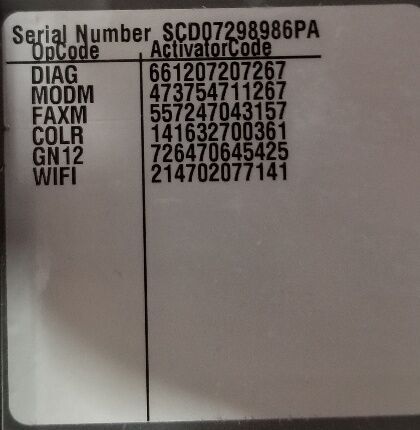 Serial Number SCD07298986PA
OpCode ActivatorCode
DIAG 661207207267
MODM 473754711267
FAXM 557247043157
COLR 141632700361
GN12 726470645425
WIFI 214702077141